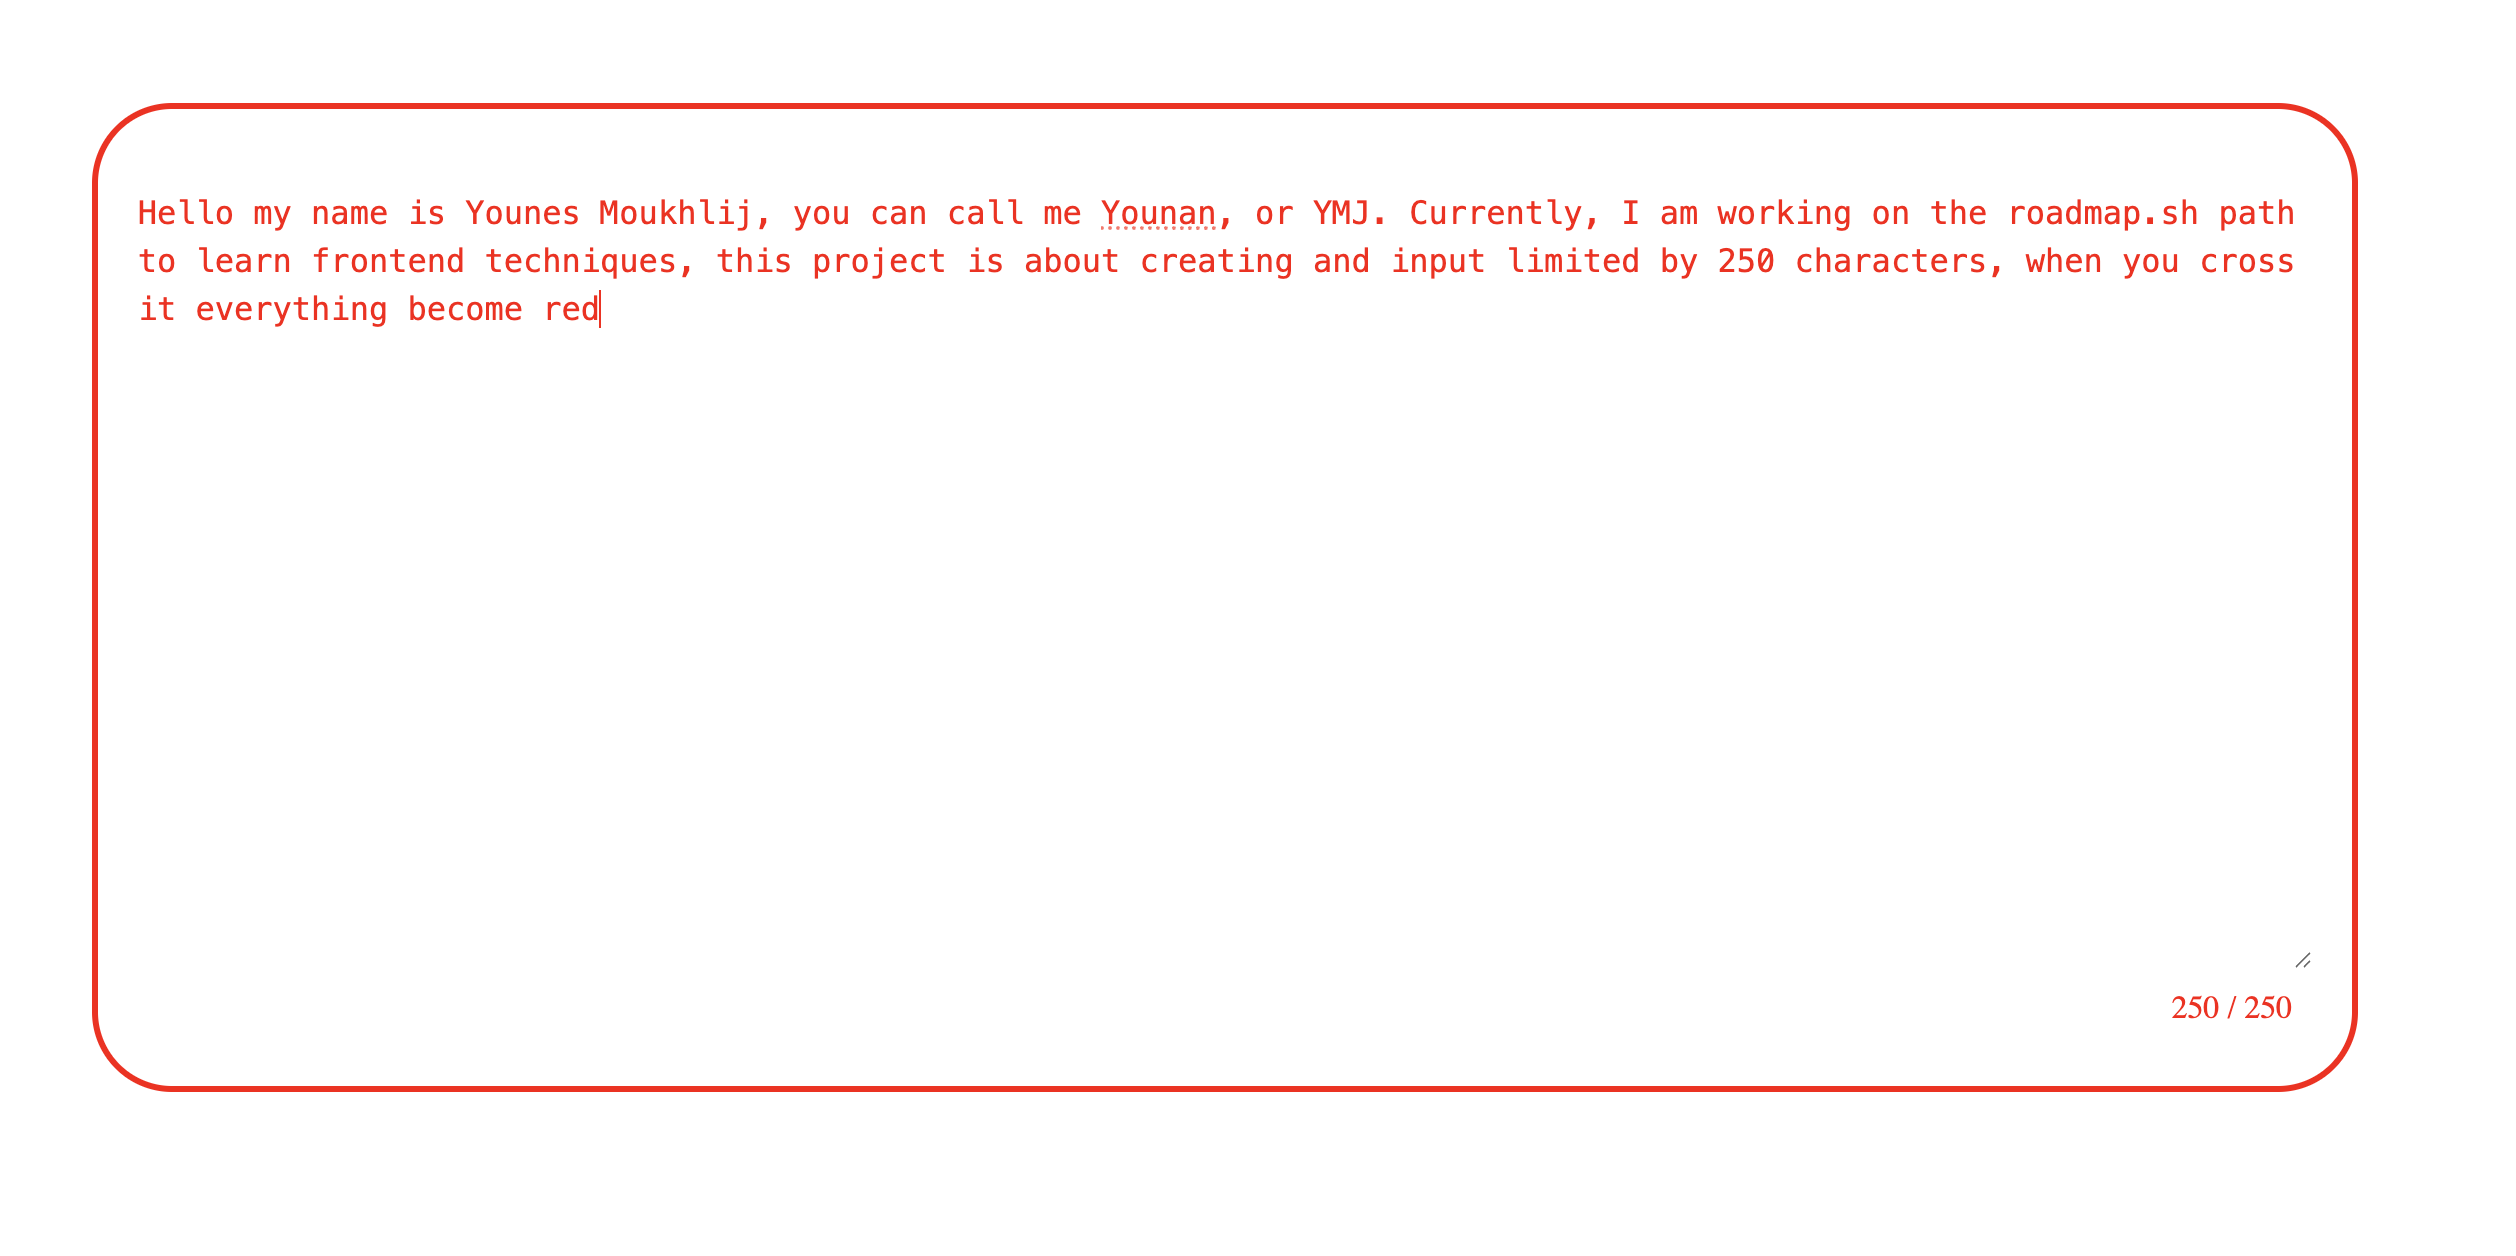 Hello my name is Younes Moukhlij, you can call me Younan, or YMJ. Currently, I am working on the roadmap.sh path
to learn frontend techniques, this project is about creating and input limited by 250 characters, when you cross
it everything become red
250 / 250